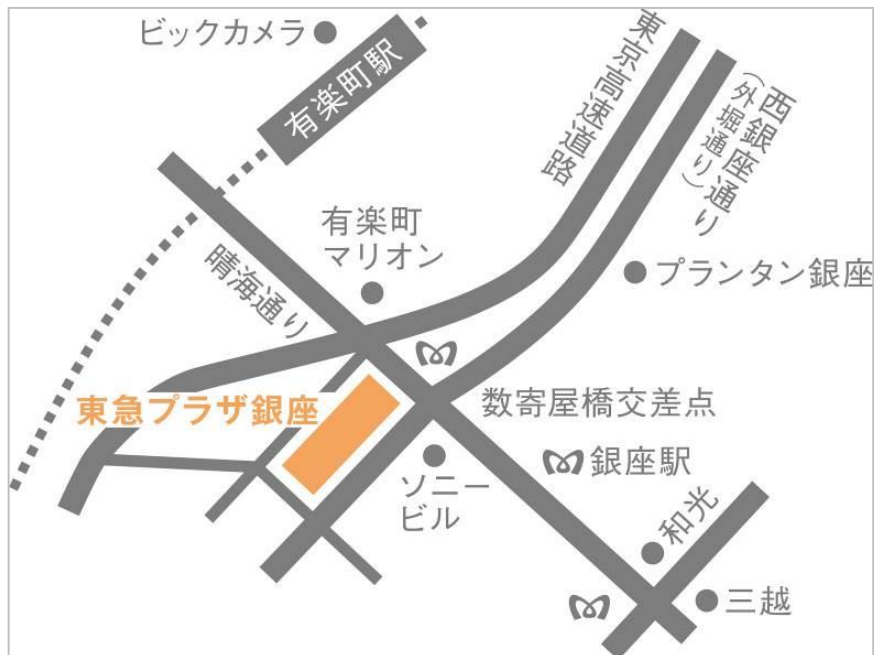 ビックカメラ
有楽町駅
東京高速道路
西銀座通り
（外堀通り）
有楽町
マリオン
晴海通り
プランタン銀座
東急プラザ銀座
数寄屋橋交差点
銀座駅
ソニー
ビル
和光
三越